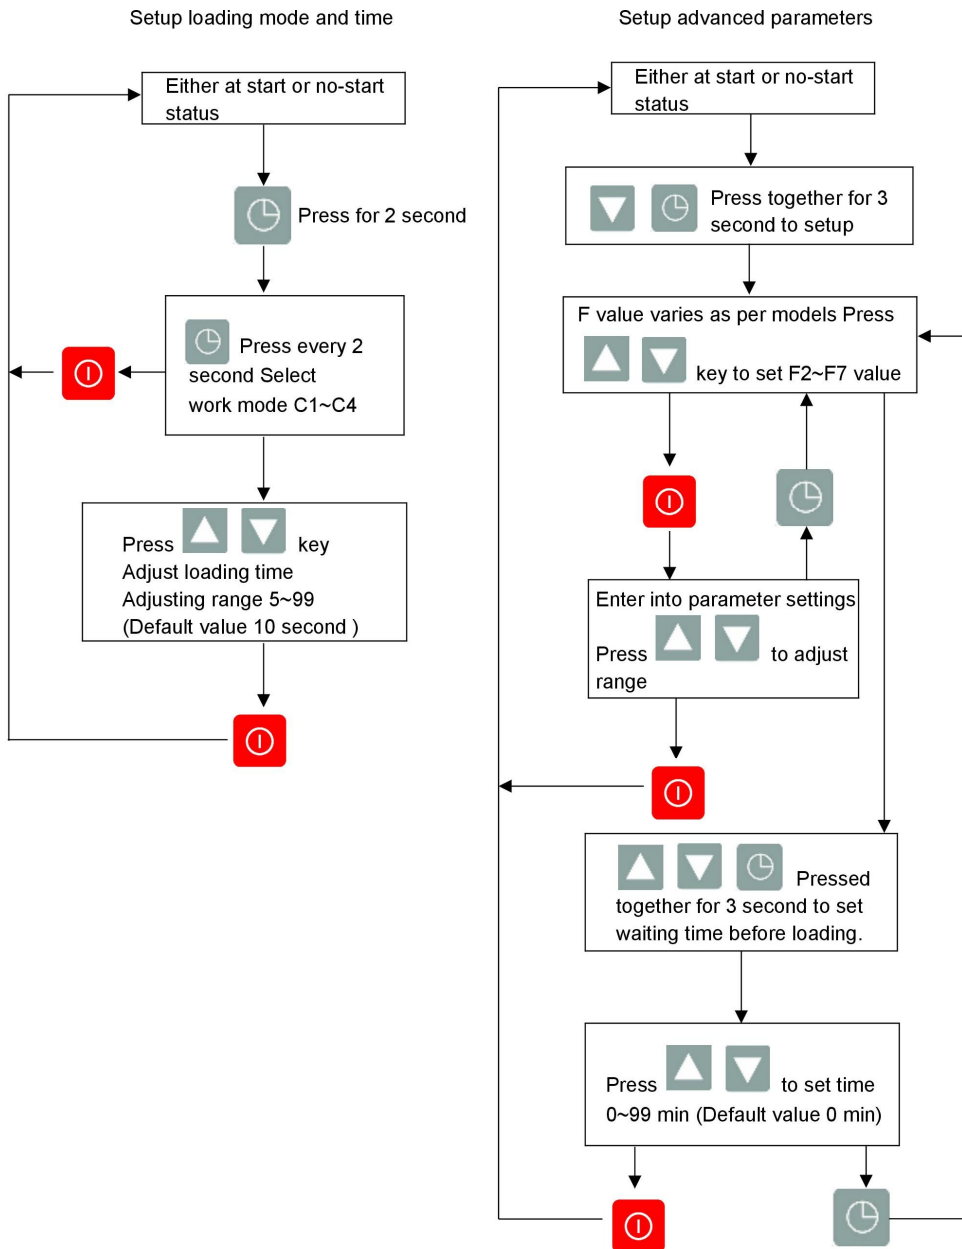 Setup loading mode and time
Either at start or no-start
status
Press for 2 second
Press every 2
second Select
work mode C1~C4
Press key
Adjust loading time
Adjusting range 5~99
(Default value 10 second )
Setup advanced parameters
Either at start or no-start
status
Press together for 3
second to setup
F value varies as per models Press
key to set F2~F7 value
Enter into parameter settings
Press to adjust
range
Pressed
together for 3 second to set
waiting time before loading.
Press to set time
0~99 min (Default value 0 min)